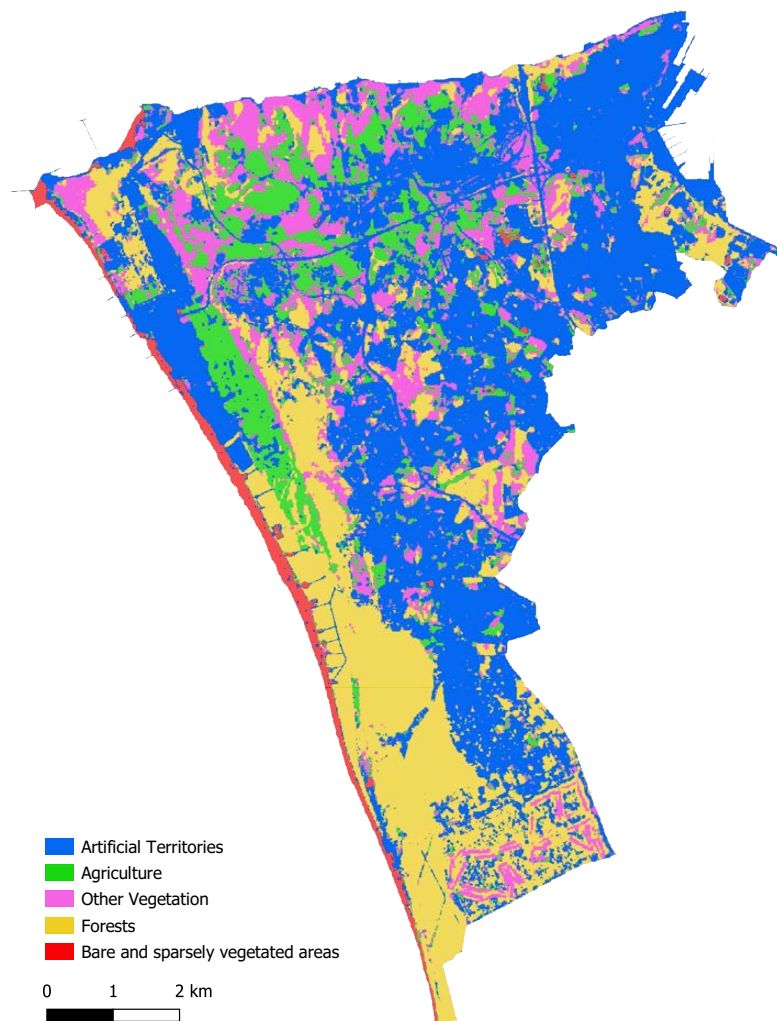 Artificial Territories
Agriculture
Other Vegetation
Forests
Bare and sparsely vegetated areas
0 1 2 km